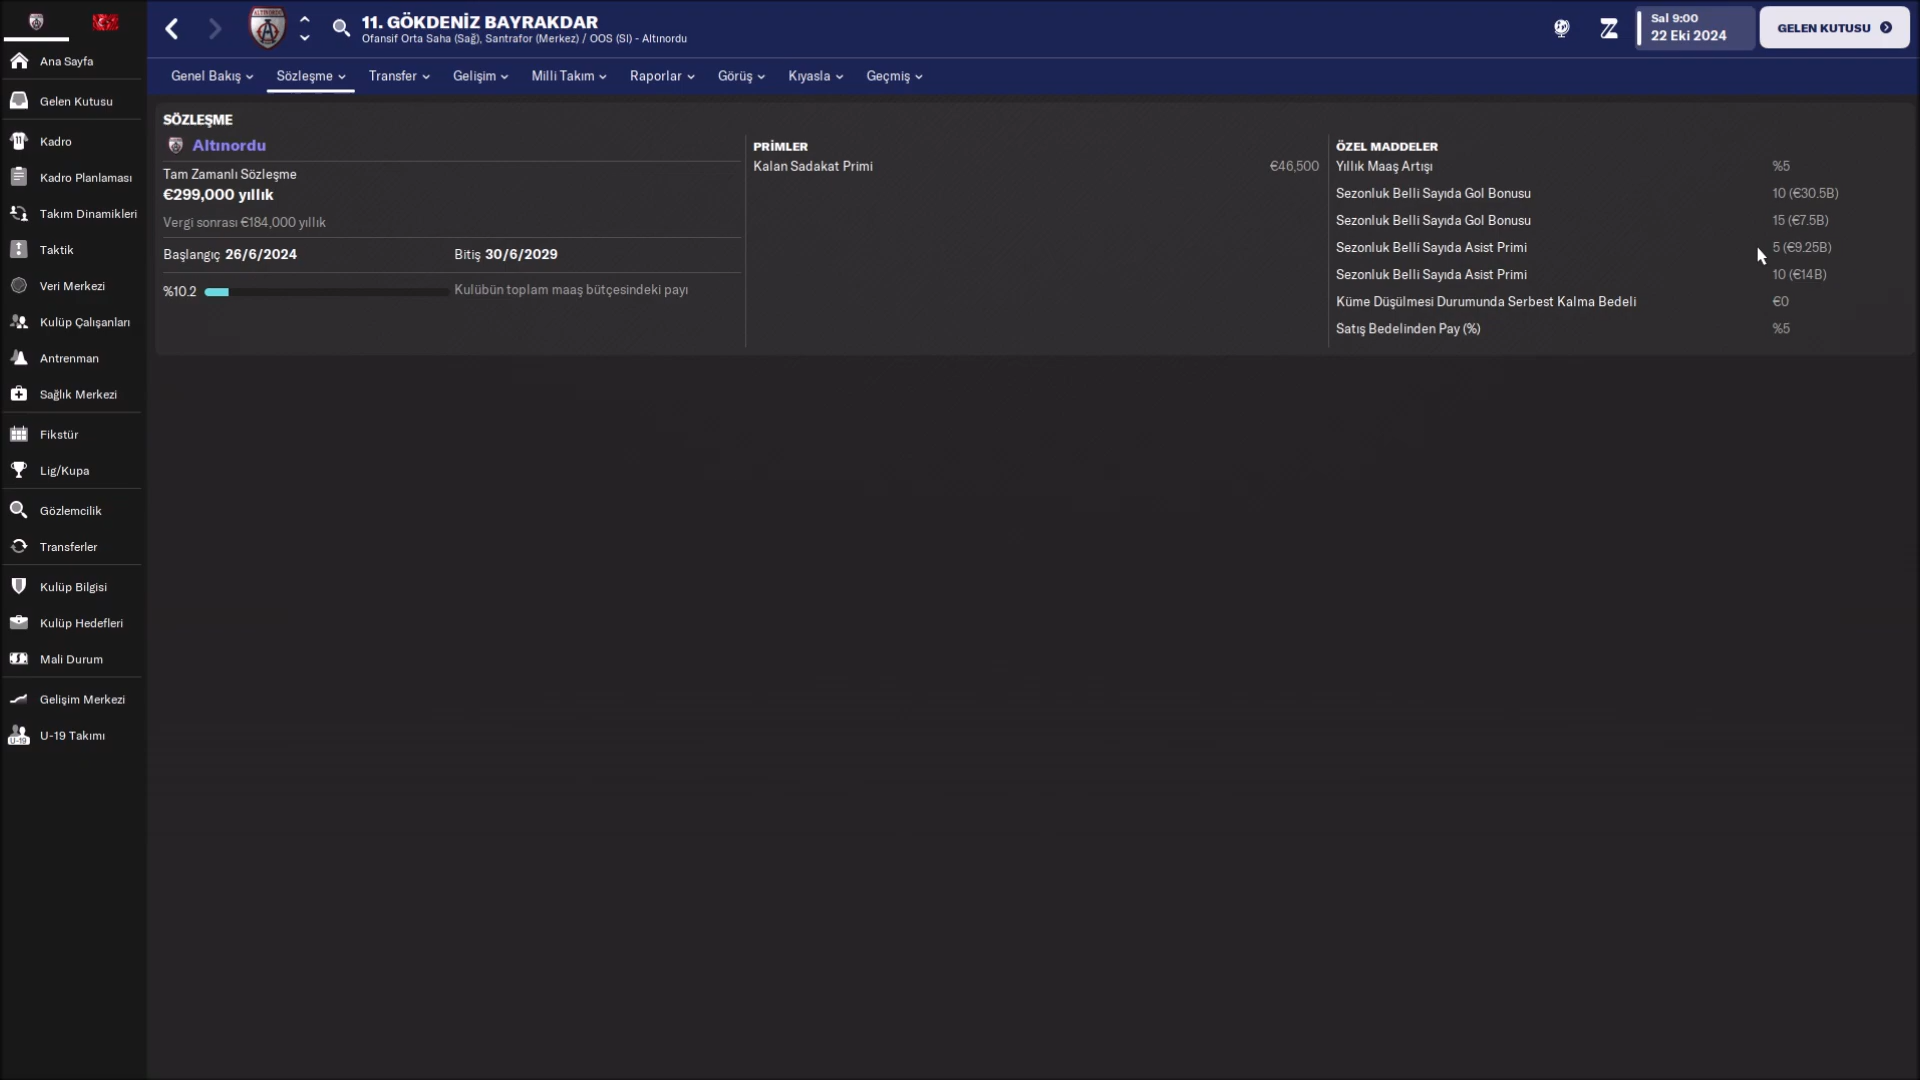 11. GÖKDENİZ BAYRAKDAR
Ofansif Orta Saha (Sağ), Santrafor (Merkez) / OOS (Sl) - Altınordu
Sal 9:00
22 Eki 2024
GELEN KUTUSU
Genel Bakış
Sözleşme
Transfer
Gelişim
Milli Takım
Raporlar
Görüş
Kıyasla
Geçmiş
Ana Sayfa
Gelen Kutusu
Kadro
Kadro Planlaması
Takım Dinamikleri
Taktik
Veri Merkezi
Kulüp Çalışanları
Antrenman
Sağlık Merkezi
Fikstür
Lig/Kupa
Gözlemcilik
Transferler
Kulüp Bilgisi
Kulüp Hedefleri
Mali Durum
Gelişim Merkezi
U-19 Takımı
SÖZLEŞME
Altınordu
Tam Zamanlı Sözleşme
€299,000 yıllık
Vergi sonrası €184,000 yıllık
Başlangıç 26/6/2024 Bitiş 30/6/2029
%10.2 Kulübün toplam maaş bütçesindeki payı
PRİMLER
Kalan Sadakat Primi €46,500
ÖZEL MADDELER
Yıllık Maaş Artışı %5
Sezonluk Belli Sayıda Gol Bonusu 10 (€30.5B)
Sezonluk Belli Sayıda Gol Bonusu 15 (€7.5B)
Sezonluk Belli Sayıda Asist Primi 5 (€9.25B)
Sezonluk Belli Sayıda Asist Primi 10 (€14B)
Küme Düşülmesi Durumunda Serbest Kalma Bedeli €0
Satış Bedelinden Pay (%) %5